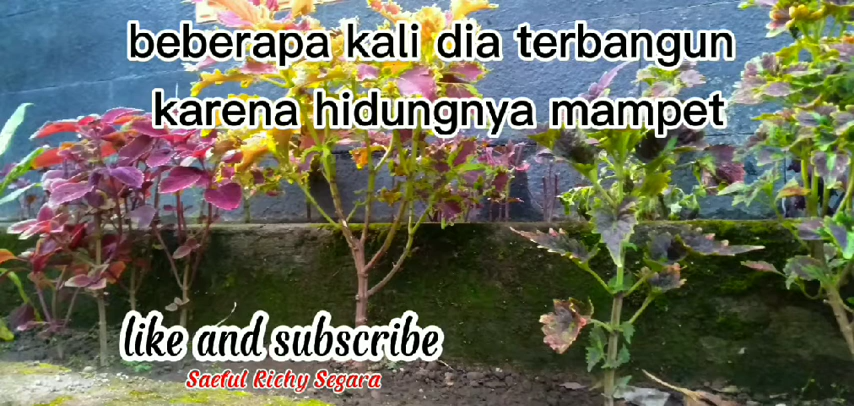 beberapa kali dia terbangun
karena hidungnya mampet
like and subscribe
Saeful Richy Segara